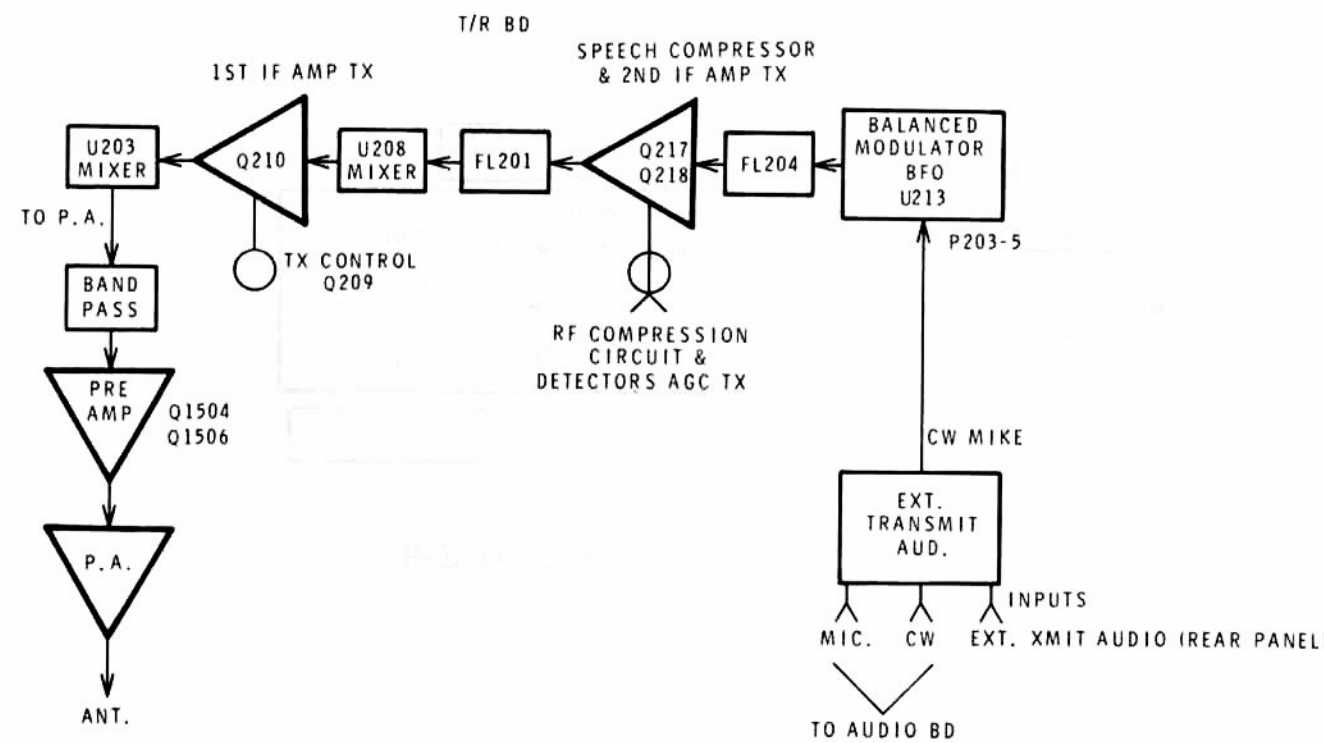 T/R BD
SPEECH COMPRESSOR
& 2ND IF AMP TX
1ST IF AMP TX
U203
MIXER
Q210
U208
MIXER
FL201
Q217
Q218
FL204
BALANCED
MODULATOR
BFO
U213
P203-5
TO P.A.
TX CONTROL
Q209
BAND
PASS
RF COMPRESSION
CIRCUIT &
DETECTORS AGC TX
PRE
AMP
Q1504
Q1506
CW MIKE
EXT.
TRANSMIT
AUD.
P.A.
INPUTS
MIC.
CW
EXT. XMIT AUDIO (REAR PANEL
ANT.
TO AUDIO BD